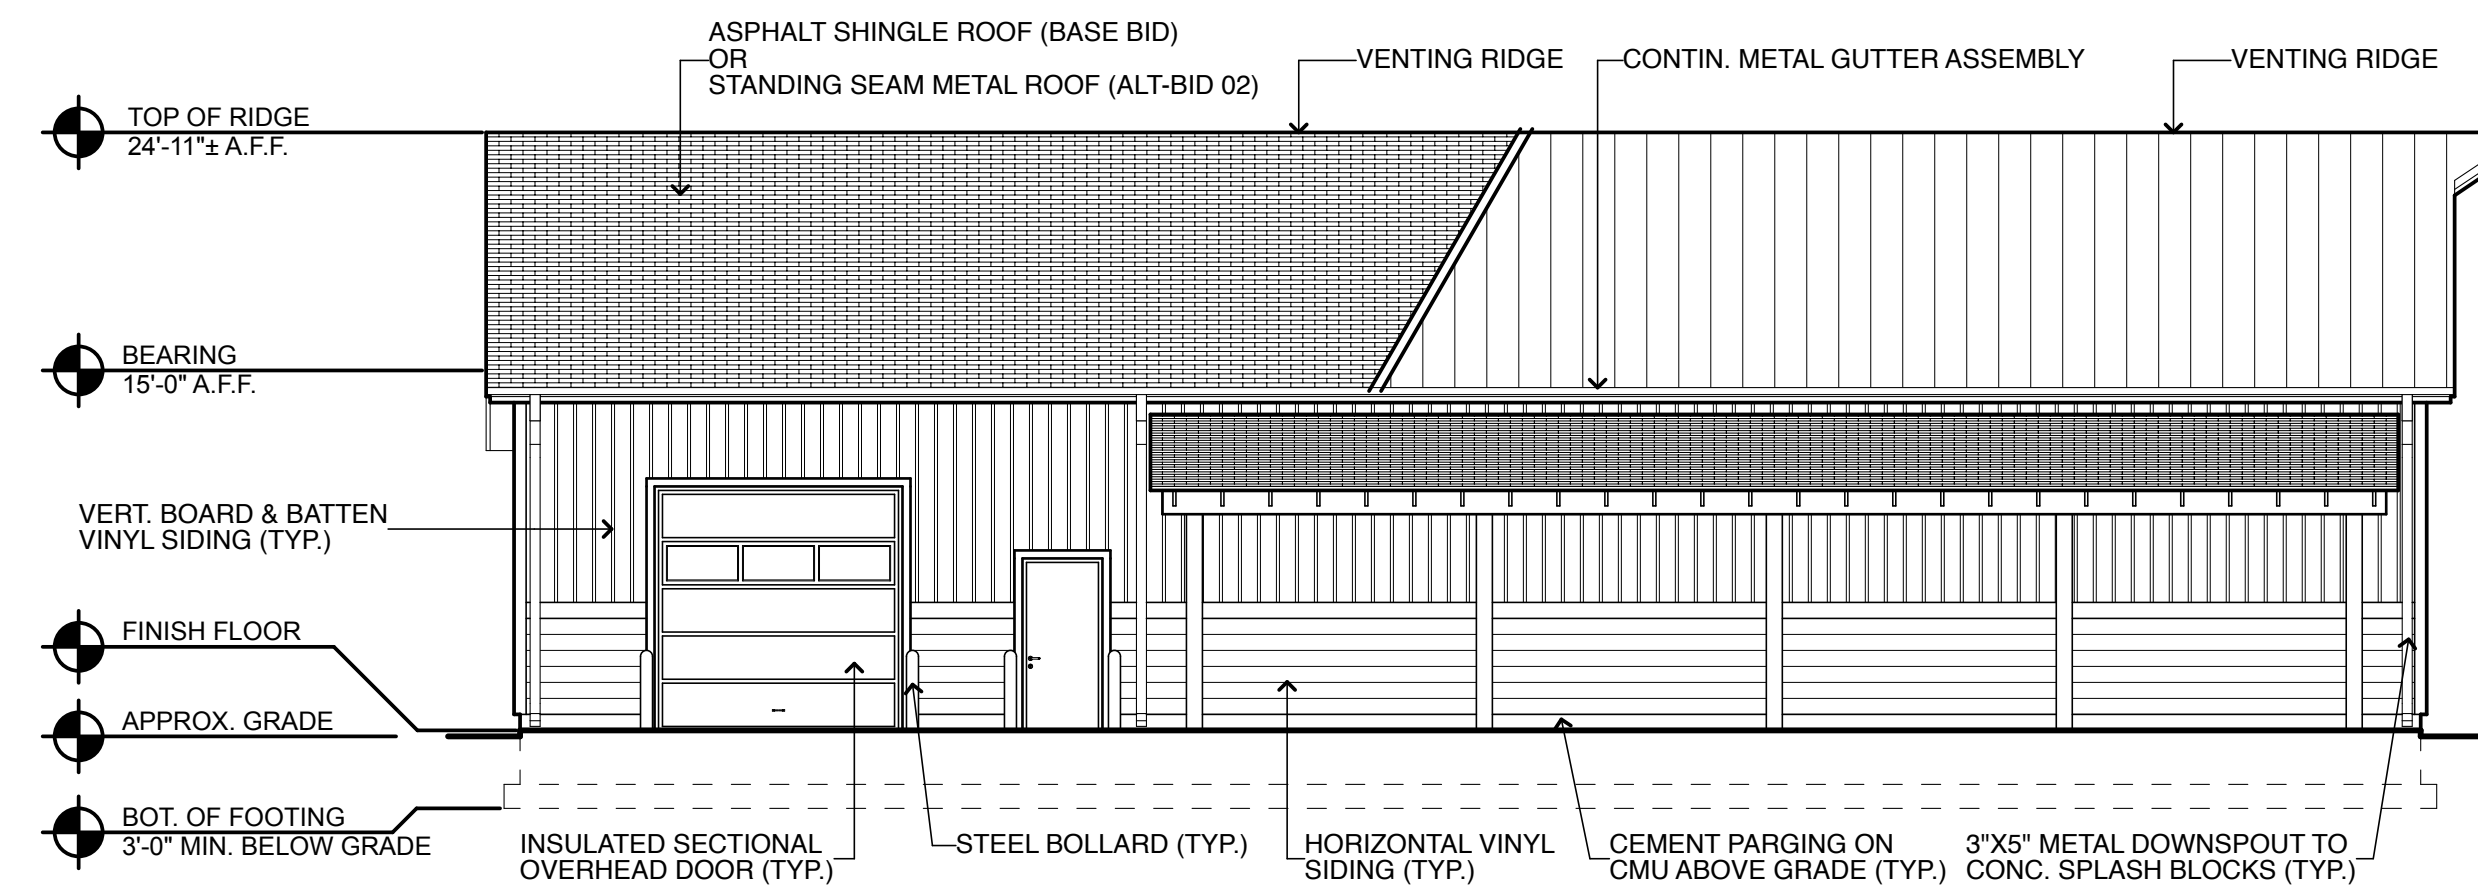 ASPHALT SHINGLE ROOF (BASE BID)
OR
STANDING SEAM METAL ROOF (ALT-BID 02)
VENTING RIDGE
CONTIN. METAL GUTTER ASSEMBLY
VENTING RIDGE
TOP OF RIDGE
24'-11"± A.F.F.
BEARING
15'-0" A.F.F.
VERT. BOARD & BATTEN
VINYL SIDING (TYP.)
FINISH FLOOR
APPROX. GRADE
BOT. OF FOOTING
3'-0" MIN. BELOW GRADE
INSULATED SECTIONAL
OVERHEAD DOOR (TYP.)
STEEL BOLLARD (TYP.)
HORIZONTAL VINYL
SIDING (TYP.)
CEMENT PARGING ON
CMU ABOVE GRADE (TYP.)
3"X5" METAL DOWNSPOUT TO
CONC. SPLASH BLOCKS (TYP.)